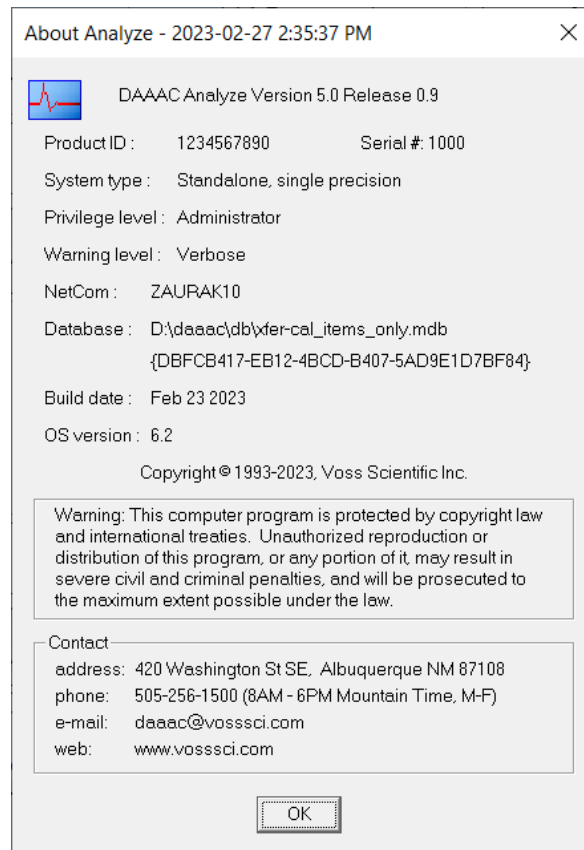 About Analyze - 2023-02-27 2:35:37 PM
DAAAC Analyze Version 5.0 Release 0.9
Product ID : 1234567890 Serial #: 1000
System type : Standalone, single precision
Privilege level : Administrator
Warning level : Verbose
NetCom : ZAURAK10
Database : D:\daaac\db\xfer-cal_items_only.mdb
{DBFCB417-EB12-4BCD-B407-5AD9E1D7BF84}
Build date : Feb 23 2023
OS version : 6.2
Copyright © 1993-2023, Voss Scientific Inc.
Warning: This computer program is protected by copyright law
and international treaties. Unauthorized reproduction or
distribution of this program, or any portion of it, may result in
severe civil and criminal penalties, and will be prosecuted to
the maximum extent possible under the law.
Contact
address: 420 Washington St SE, Albuquerque NM 87108
phone: 505-256-1500 (8AM - 6PM Mountain Time, M-F)
e-mail: daaac@vosssci.com
web: www.vosssci.com
OK